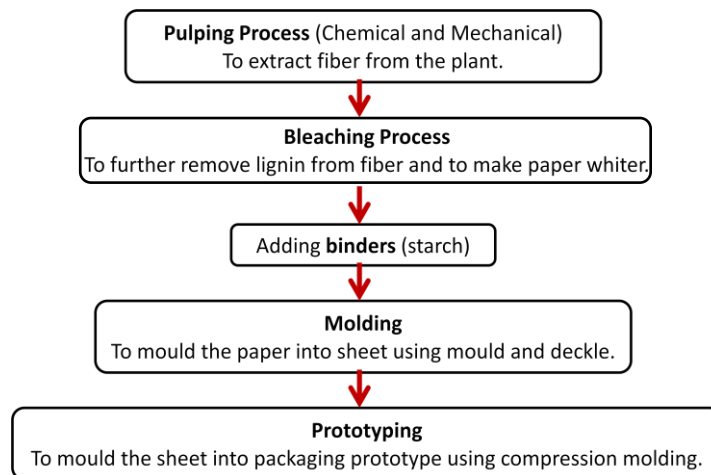 Pulping Process (Chemical and Mechanical)
To extract fiber from the plant.
Bleaching Process
To further remove lignin from fiber and to make paper whiter.
Adding binders (starch)
Molding
To mould the paper into sheet using mould and deckle.
Prototyping
To mould the sheet into packaging prototype using compression molding.